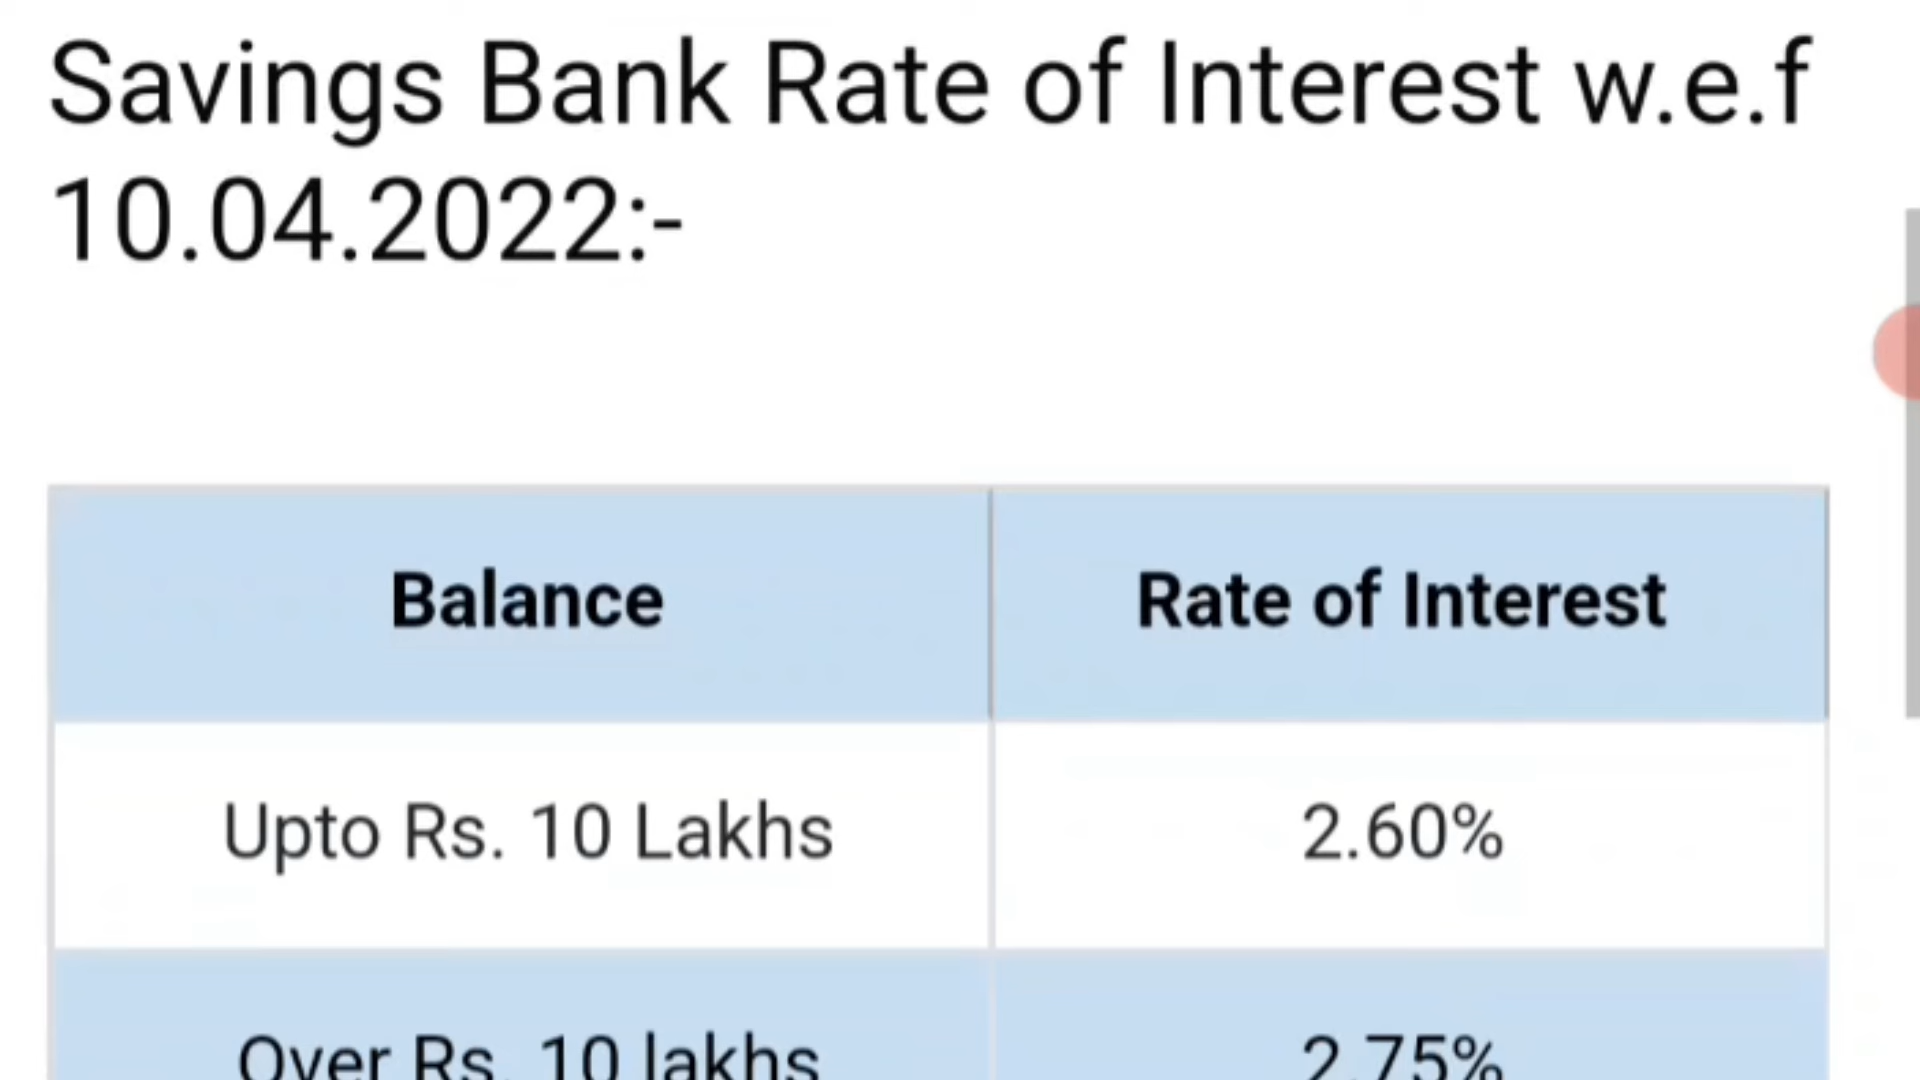 Savings Bank Rate of Interest w.e.f
10.04.2022:-
Balance Rate of Interest
Upto Rs. 10 Lakhs 2.60%
Over Rs. 10 lakhs 2.75%